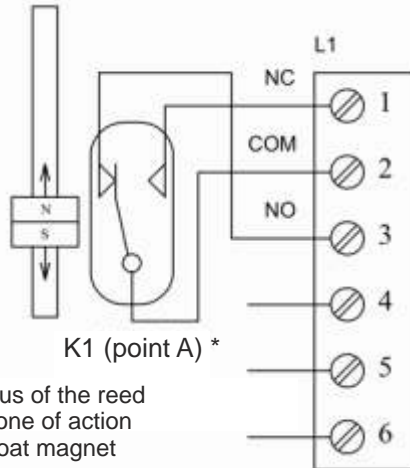 L1
NC
1
COM
2
NO
3
N
S
4
K1 (point A) *
5
us of the reed
one of action
oat magnet
6